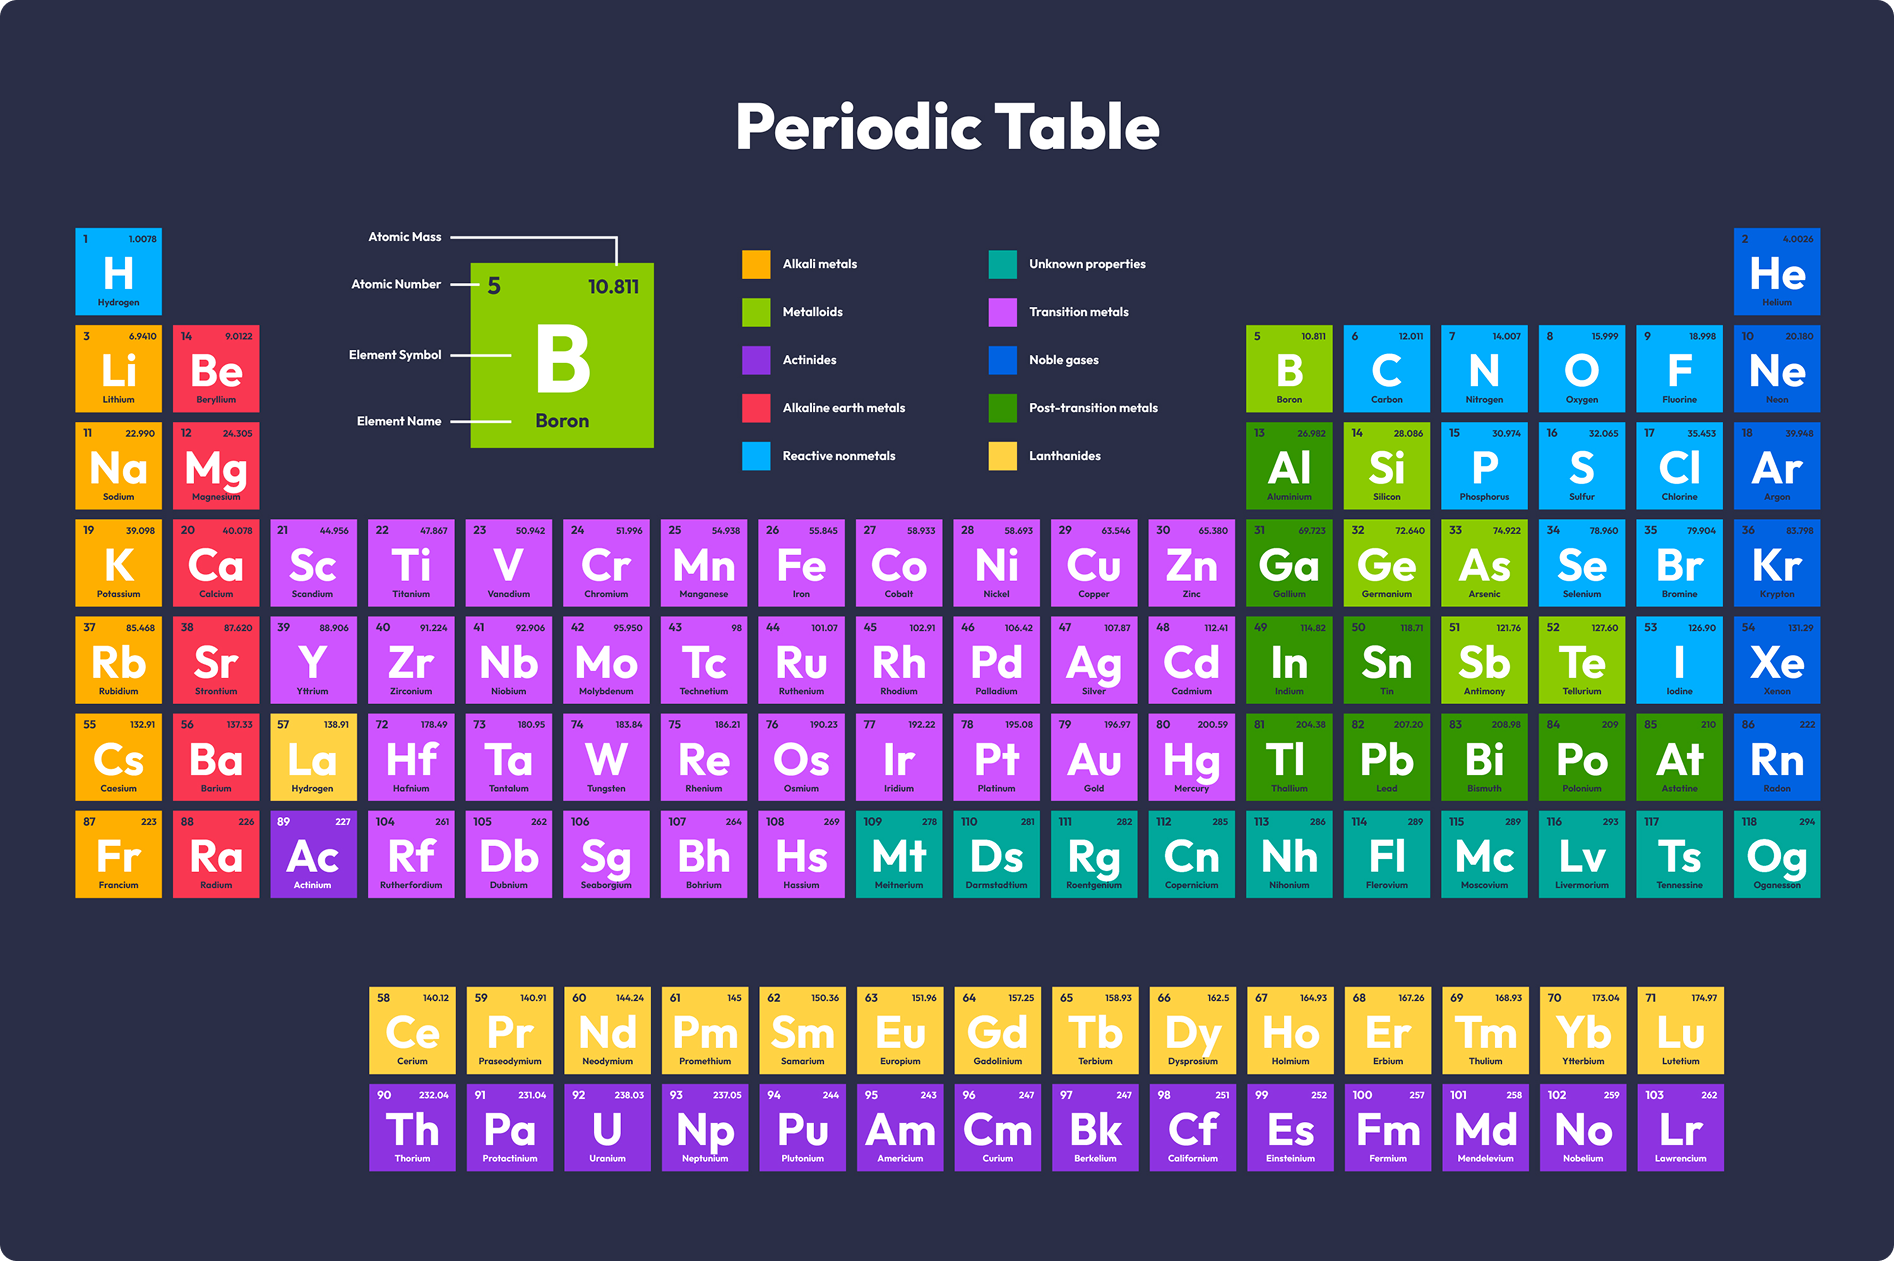 Periodic Table
1 1.0078
H
Hydrogen
Atomic Mass
Atomic Number
Element Symbol
Element Name
5 10.811
B
Boron
Alkali metals
Metalloids
Actinides
Alkaline earth metals
Reactive nonmetals
Unknown properties
Transition metals
Noble gases
Post-transition metals
Lanthanides
2 4.0026
He
Helium
3 6.9410 14 9.0122 5 10.811 6 12.011 7 14.007 8 15.999 9 18.998 10 20.180
Li Be B C N O F Ne
Lithium Beryllium Boron Carbon Nitrogen Oxygen Fluorine Neon
11 22.990 12 24.305 13 26.982 14 28.086 15 30.974 16 32.065 17 35.453 18 39.948
Na Mg Al Si P S Cl Ar
Sodium Magnesium Aluminium Silicon Phosphorus Sulfur Chlorine Argon
19 39.098 20 40.078 21 44.956 22 47.867 23 50.942 24 51.996 25 54.938 26 55.845 27 58.933 28 58.693 29 63.546 30 65.380 31 69.723 32 72.640 33 74.922 34 78.960 35 79.904 36 83.798
K Ca Sc Ti V Cr Mn Fe Co Ni Cu Zn Ga Ge As Se Br Kr
Potassium Calcium Scandium Titanium Vanadium Chromium Manganese Iron Cobalt Nickel Copper Zinc Gallium Germanium Arsenic Selenium Bromine Krypton
37 85.468 38 87.620 39 88.906 40 91.224 41 92.906 42 95.950 43 98 44 101.07 45 102.91 46 106.42 47 107.87 48 112.41 49 114.82 50 118.71 51 121.76 52 127.60 53 126.90 54 131.29
Rb Sr Y Zr Nb Mo Tc Ru Rh Pd Ag Cd In Sn Sb Te I Xe
Rubidium Strontium Yttrium Zirconium Niobium Molybdenum Technetium Ruthenium Rhodium Palladium Silver Cadmium Indium Tin Antimony Tellurium Iodine Xenon
55 132.91 56 137.33 57 138.91 72 178.49 73 180.95 74 183.84 75 186.21 76 190.23 77 192.22 78 195.08 79 196.97 80 200.59 81 204.38 82 207.20 83 208.98 84 209 85 210 86 222
Cs Ba La Hf Ta W Re Os Ir Pt Au Hg Tl Pb Bi Po At Rn
Caesium Barium Hydrogen Hafnium Tantalum Tungsten Rhenium Osmium Iridium Platinum Gold Mercury Thallium Lead Bismuth Polonium Astatine Radon
87 223 88 226 89 227 104 261 105 262 106 107 264 108 269 109 278 110 281 111 282 112 285 113 286 114 289 115 289 116 293 117 118 294
Fr Ra Ac Rf Db Sg Bh Hs Mt Ds Rg Cn Nh Fl Mc Lv Ts Og
Francium Radium Actinium Rutherfordium Dubnium Seaborgium Bohrium Hassium Meitnerium Darmstadtium Roentgenium Copernicium Nihonium Flerovium Moscovium Livermorium Tennessine Oganesson
58 140.12 59 140.91 60 144.24 61 145 62 150.36 63 151.96 64 157.25 65 158.93 66 162.5 67 164.93 68 167.26 69 168.93 70 173.04 71 174.97
Ce Pr Nd Pm Sm Eu Gd Tb Dy Ho Er Tm Yb Lu
Cerium Praseodymium Neodymium Promethium Samarium Europium Gadolinium Terbium Dysprosium Holmium Erbium Thulium Ytterbium Lutetium
90 232.04 91 231.04 92 238.03 93 237.05 94 244 95 243 96 247 97 247 98 251 99 252 100 257 101 258 102 259 103 262
Th Pa U Np Pu Am Cm Bk Cf Es Fm Md No Lr
Thorium Protactinium Uranium Neptunium Plutonium Americium Curium Berkelium Californium Einsteinium Fermium Mendelevium Nobelium Lawrencium